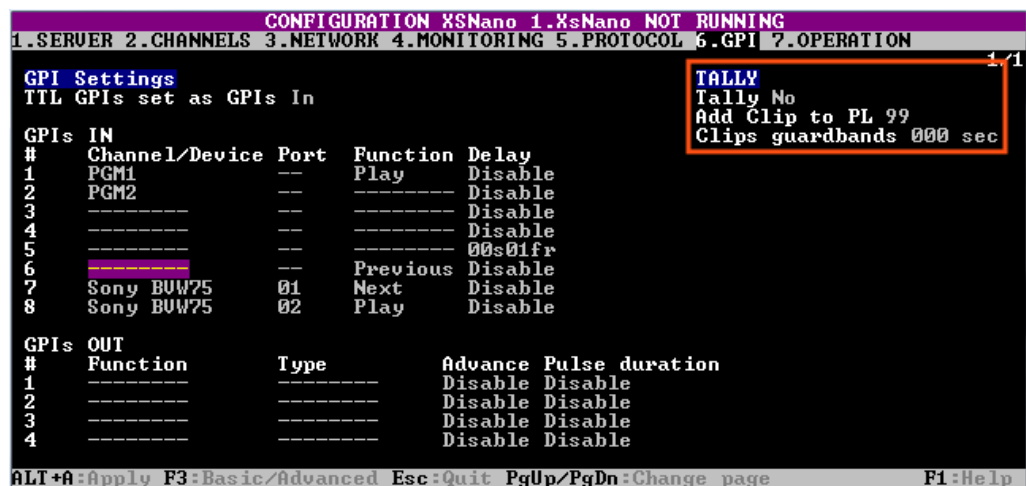 CONFIGURATION XSNano 1.XsNano NOT RUNNING
1.SERVER 2.CHANNELS 3.NETWORK 4.MONITORING 5.PROTOCOL 6.GPI 7.OPERATION
1/1
GPI Settings
TTL GPIs set as GPIs In
TALLY
Tally No
Add Clip to PL 99
Clips guardbands 000 sec
GPIs IN
# Channel/Device Port Function Delay
1 PGM1 -- Play Disable
2 PGM2 -- -------- Disable
3 -------- -- -------- Disable
4 -------- -- -------- Disable
5 -------- -- -------- 00s01fr
6 -------- -- Previous Disable
7 Sony BVW75 01 Next Disable
8 Sony BVW75 02 Play Disable
GPIs OUT
# Function Type Advance Pulse duration
1 -------- -------- Disable Disable
2 -------- -------- Disable Disable
3 -------- -------- Disable Disable
4 -------- -------- Disable Disable
ALT+A:Apply F3:Basic/Advanced Esc:Quit PgUp/PgDn:Change page F1:Help